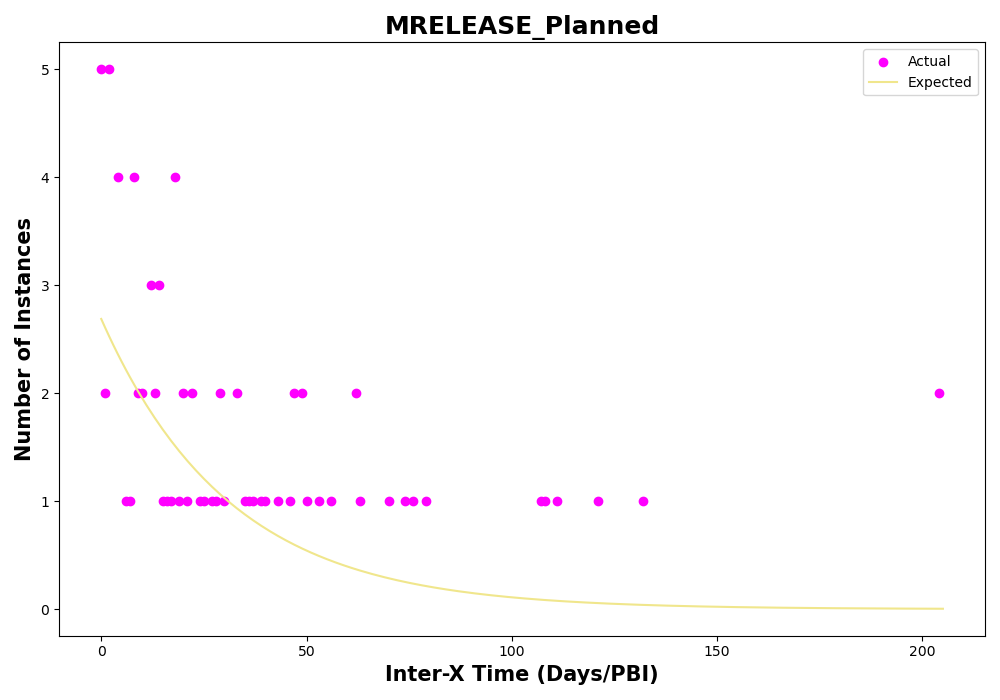 MRELEASE_Planned
Actual
Expected
Number of Instances
5
4
3
2
1
0
0 50 100 150 200
Inter-X Time (Days/PBI)